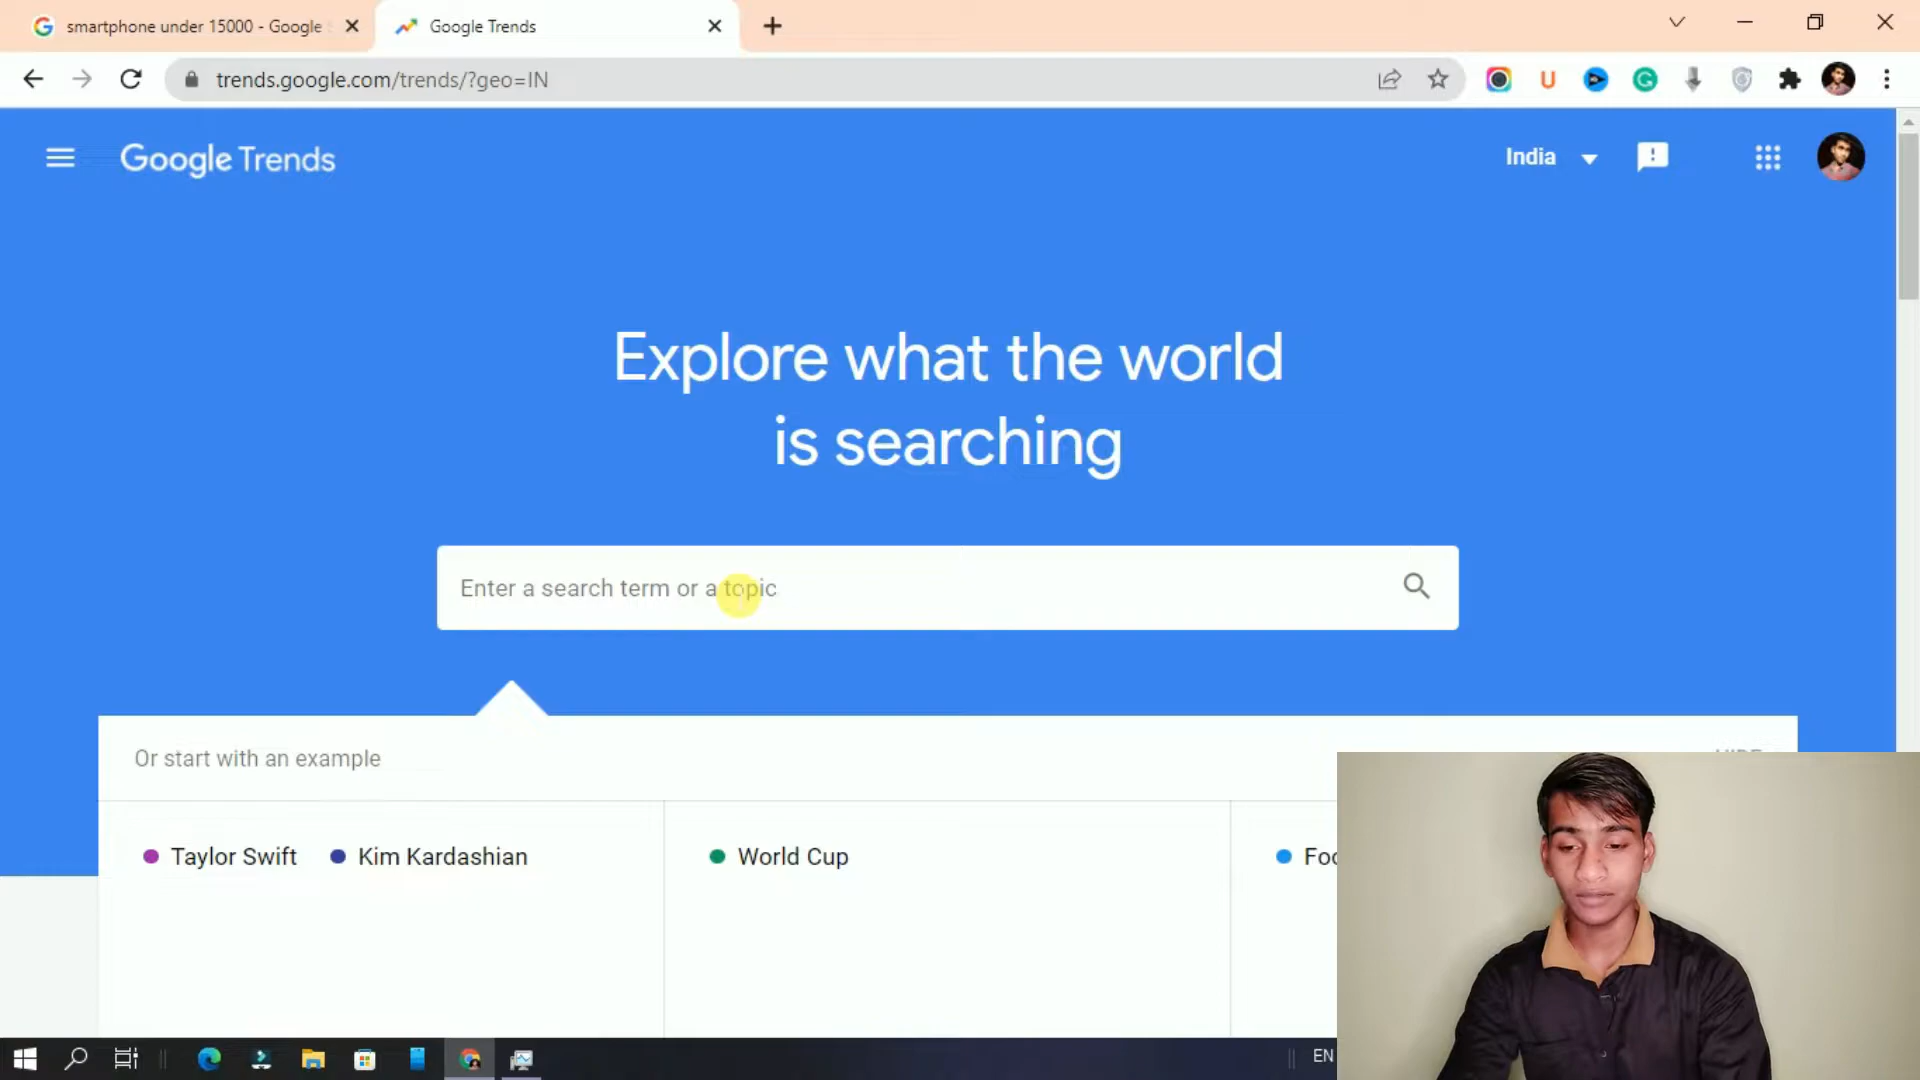 smartphone under 15000 - Google
Google Trends
trends.google.com/trends/?geo=IN
Google Trends
India
Explore what the world
is searching
Enter a search term or a topic
Or start with an example
Taylor Swift
Kim Kardashian
World Cup
EN